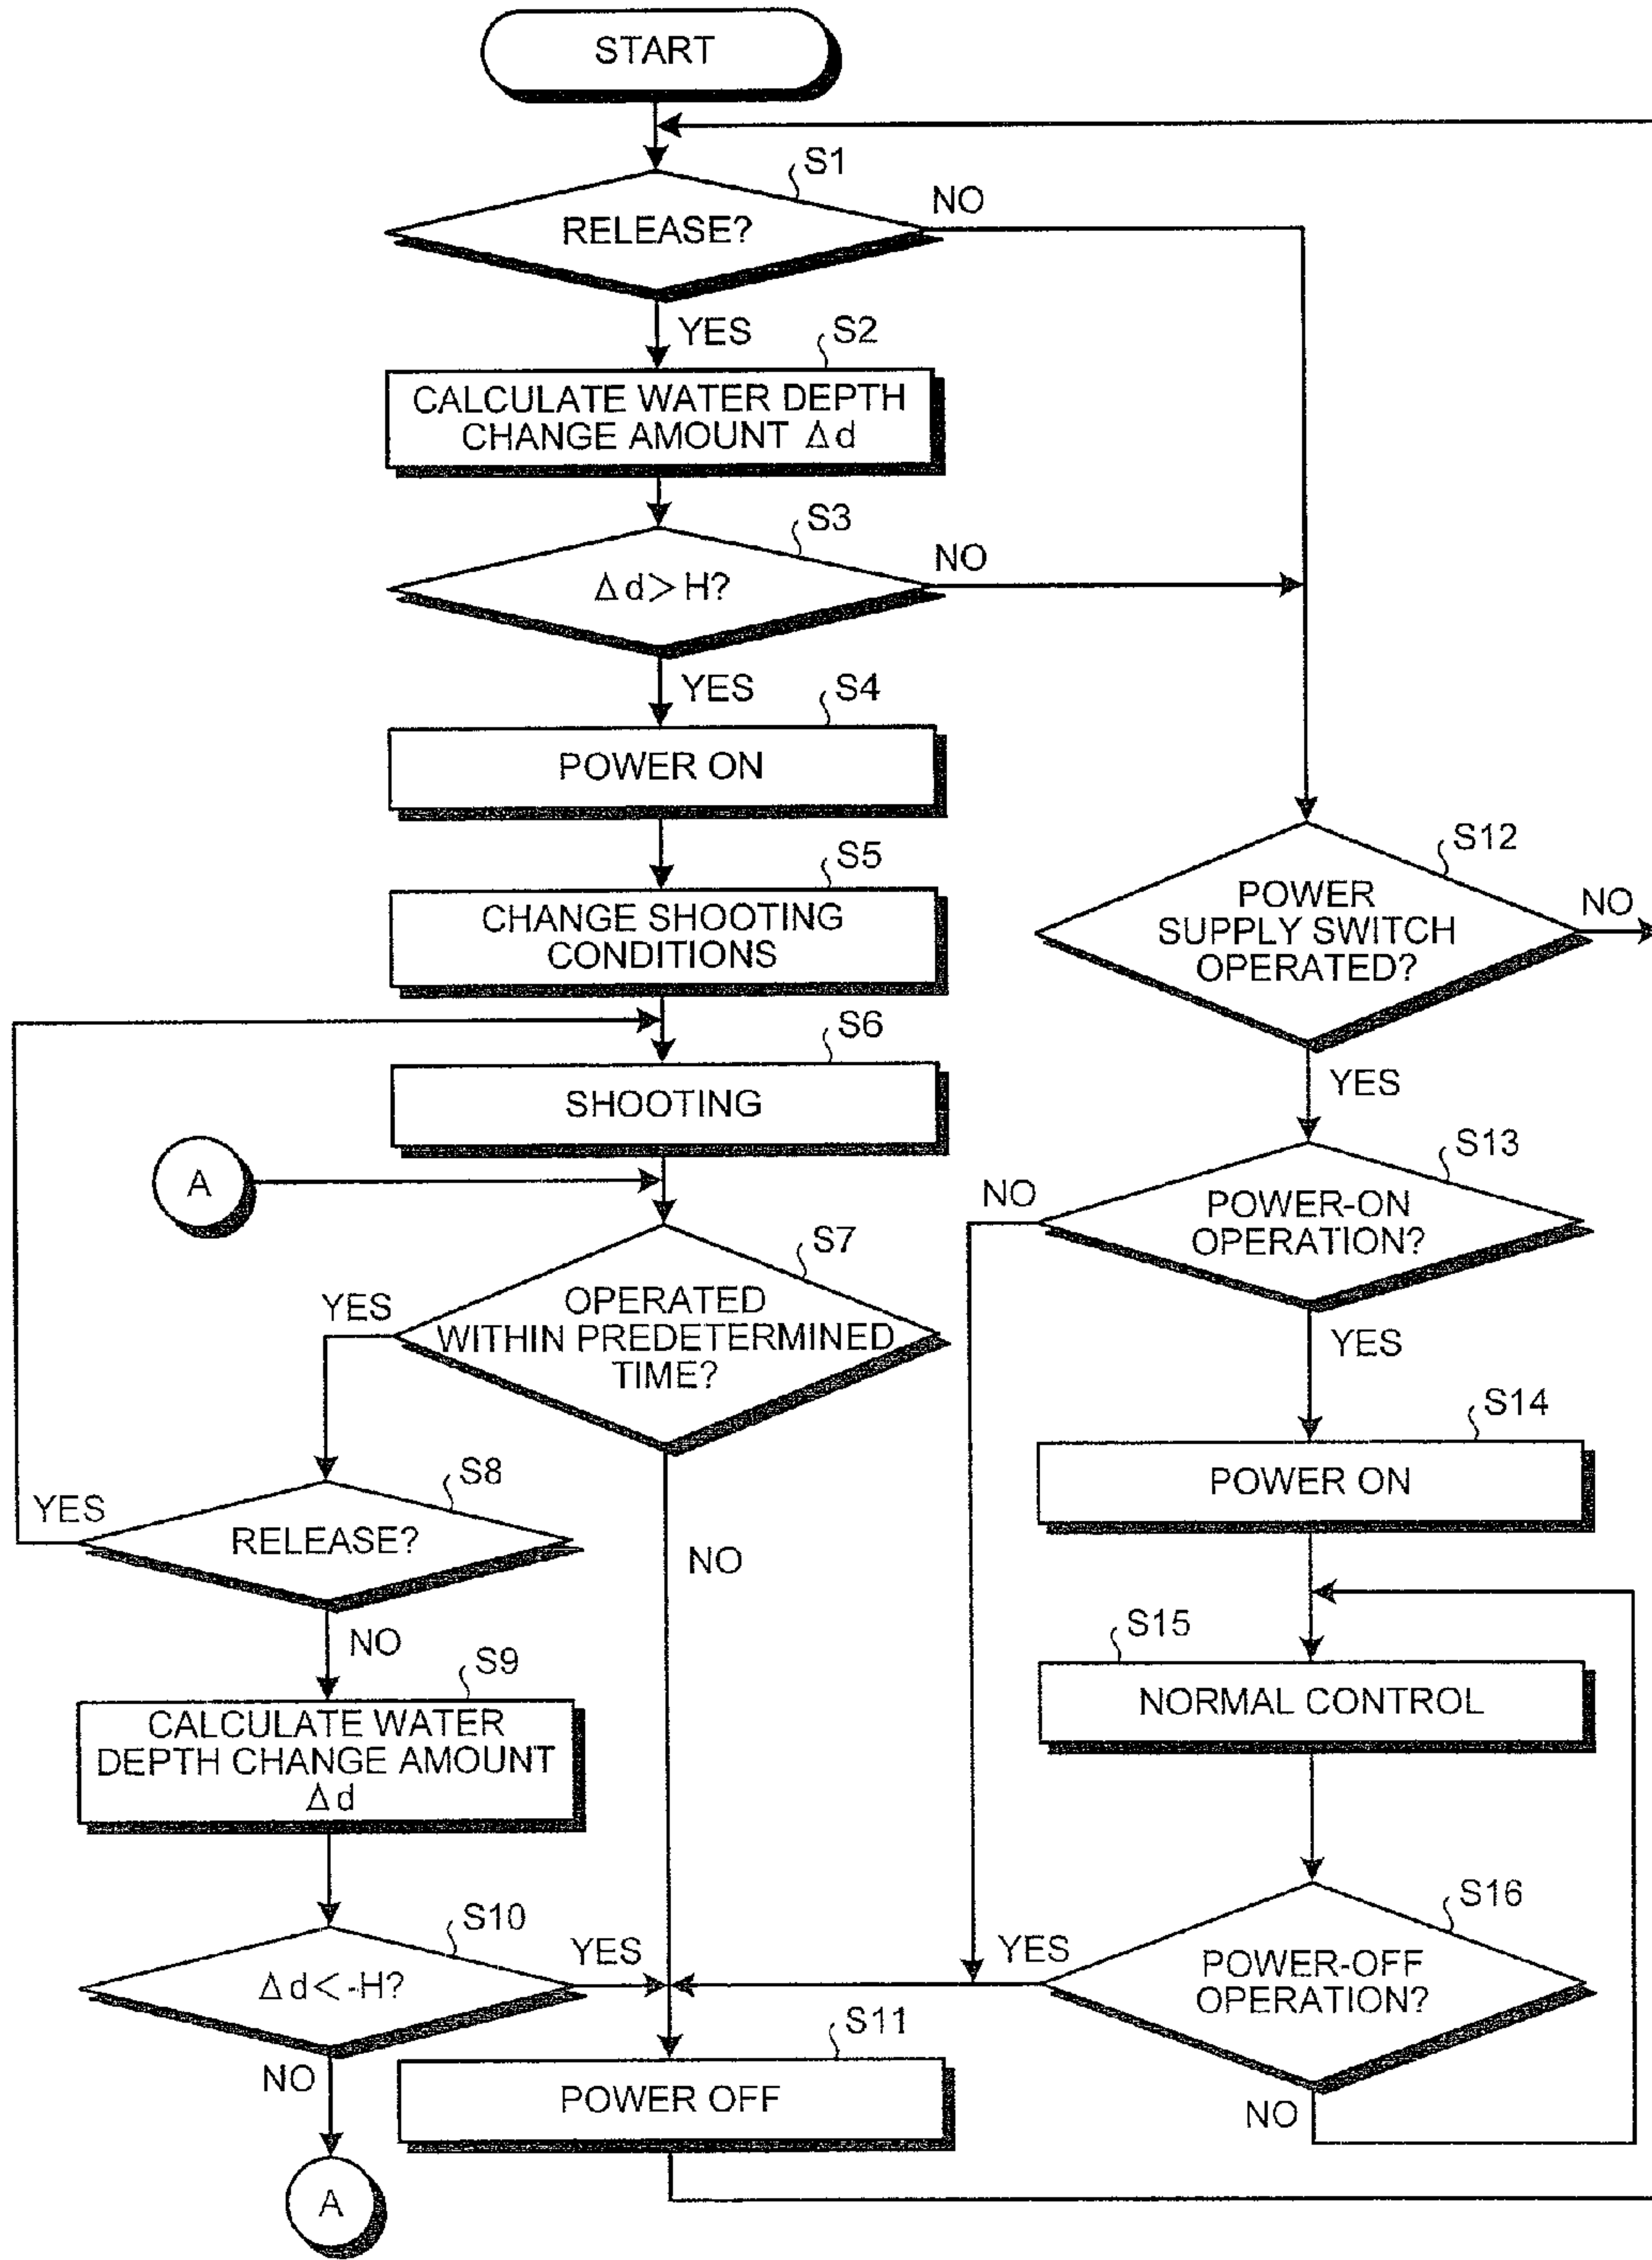 START
S1
RELEASE?
NO
YES
S2
CALCULATE WATER DEPTH
CHANGE AMOUNT Δd
S3
Δd>H?
NO
YES
S4
POWER ON
S5
CHANGE SHOOTING
CONDITIONS
S6
SHOOTING
A
S7
OPERATED
WITHIN PREDETERMINED
TIME?
YES
NO
S8
RELEASE?
YES
NO
S9
CALCULATE WATER
DEPTH CHANGE AMOUNT
Δd
S10
Δd<-H?
YES
NO
A
S11
POWER OFF
S12
POWER
SUPPLY SWITCH
OPERATED?
NO
YES
S13
POWER-ON
OPERATION?
NO
YES
S14
POWER ON
S15
NORMAL CONTROL
S16
POWER-OFF
OPERATION?
YES
NO